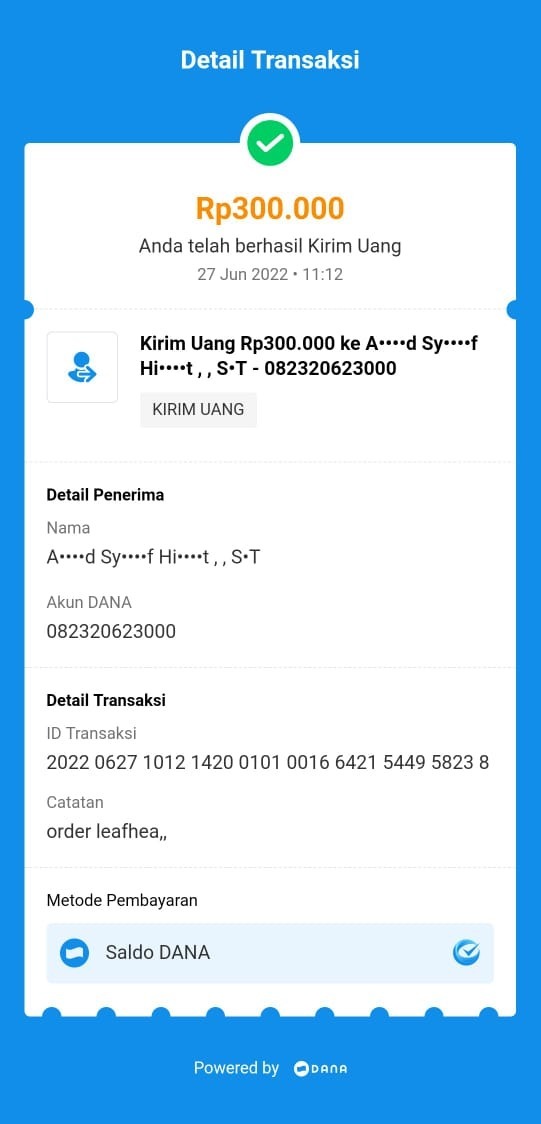 Detail Transaksi
Rp300.000
Anda telah berhasil Kirim Uang
27 Jun 2022 • 11:12
Kirim Uang Rp300.000 ke A••••d Sy••••f
Hi••••t , , S•T - 082320623000
KIRIM UANG
Detail Penerima
Nama
A••••d Sy••••f Hi••••t , , S•T
Akun DANA
082320623000
Detail Transaksi
ID Transaksi
2022 0627 1012 1420 0101 0016 6421 5449 5823 8
Catatan
order leafhea,,
Metode Pembayaran
Saldo DANA
Powered by DANA